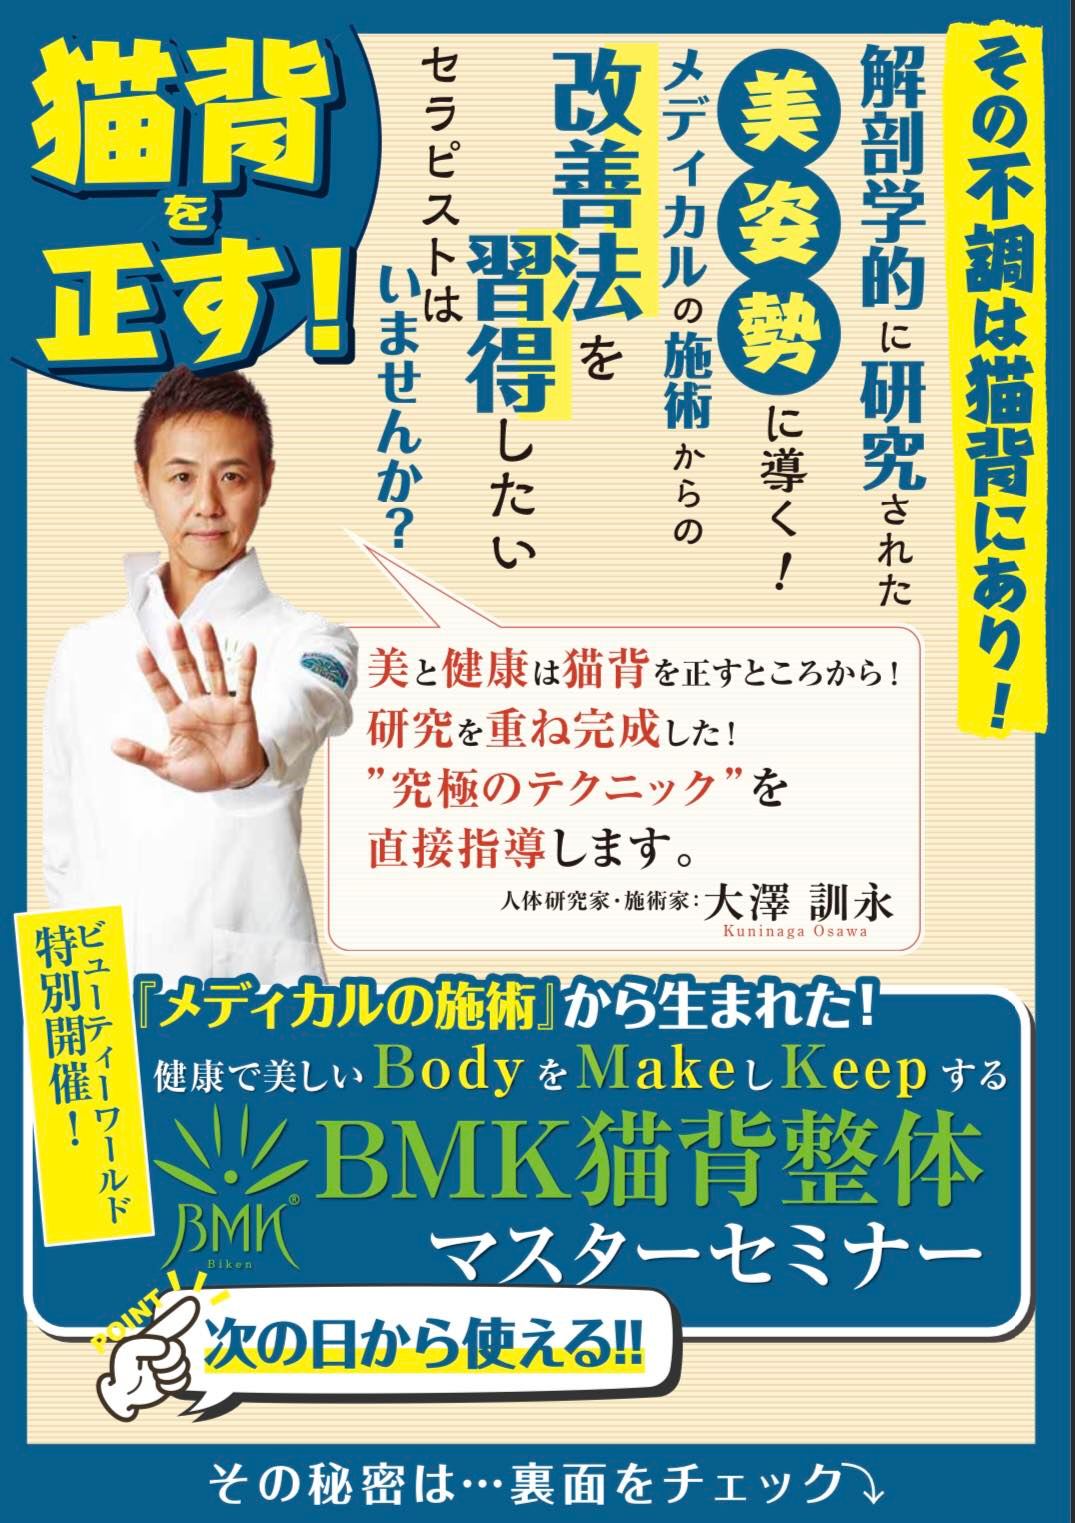 その不調は猫背にあり！
解剖学的に研究された
美姿勢に導く！
メディカルの施術からの
改善法を
習得したい
セラピストは
いませんか？
猫背
を
正す！
美と健康は猫背を正すところから！
研究を重ね完成した！
”究極のテクニック”を
直接指導します。
人体研究家・施術家：大澤 訓永
Kuninaga Osawa
ビューティーワールド
特別開催！
『メディカルの施術』から生まれた！
健康で美しいBodyをMakeしKeepする
BMK猫背整体
BMK®
Biken
マスターセミナー
POINT
次の日から使える!!
その秘密は…裏面をチェック